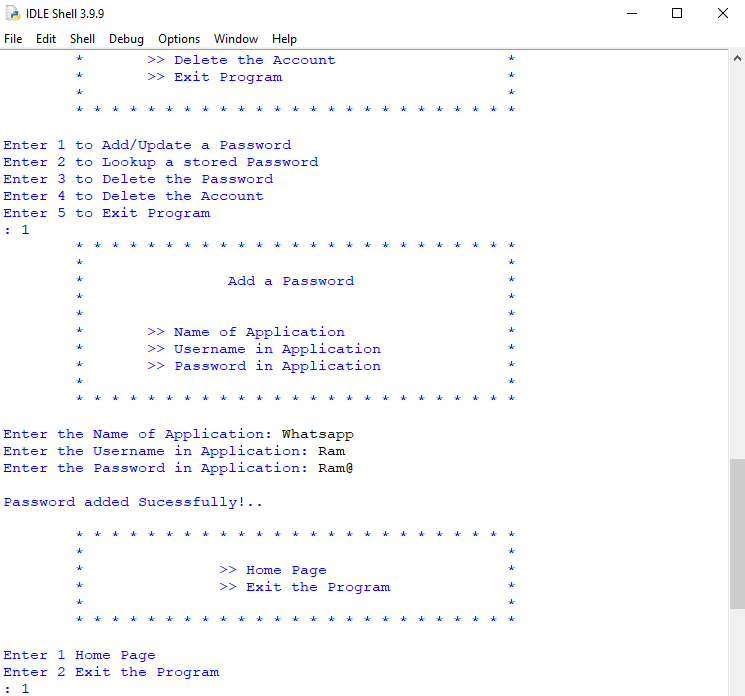 IDLE Shell 3.9.9
File Edit Shell Debug Options Window Help
* >> Delete the Account *
* >> Exit Program *
* *
* * * * * * * * * * * * * * * * * * * * * * * * *
Enter 1 to Add/Update a Password
Enter 2 to Lookup a stored Password
Enter 3 to Delete the Password
Enter 4 to Delete the Account
Enter 5 to Exit Program
: 1
* * * * * * * * * * * * * * * * * * * * * * * * *
* *
* Add a Password *
* *
* *
* >> Name of Application *
* >> Username in Application *
* >> Password in Application *
* *
* * * * * * * * * * * * * * * * * * * * * * * * *
Enter the Name of Application: Whatsapp
Enter the Username in Application: Ram
Enter the Password in Application: Ram@
Password added Sucessfully!..
* * * * * * * * * * * * * * * * * * * * * * * * *
* *
* >> Home Page *
* >> Exit the Program *
* *
* * * * * * * * * * * * * * * * * * * * * * * * *
Enter 1 Home Page
Enter 2 Exit the Program
: 1